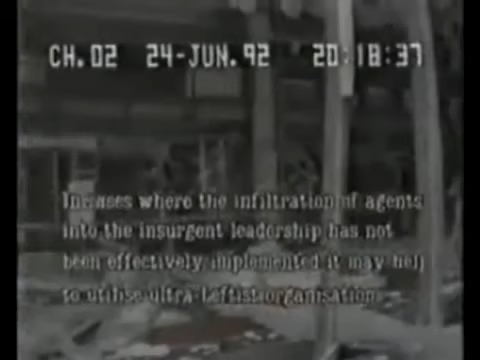 CH.02 24-JUN.92 20:18:37
In cases where the infiltration of agents
into the insurgent leadership has not
been effectively implemented it may help
to utilise ultra-Leftist organisation